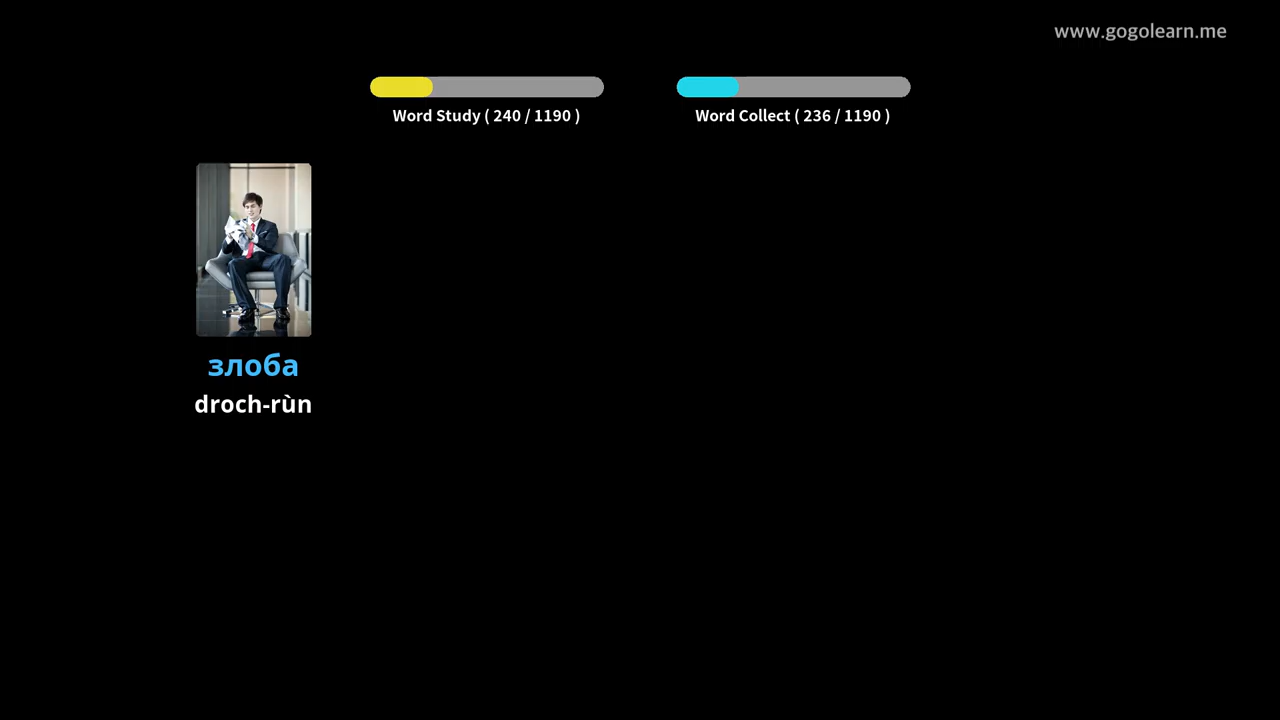 www.gogolearn.me
Word Study ( 240 / 1190 )
Word Collect ( 236 / 1190 )
злоба
droch-rùn